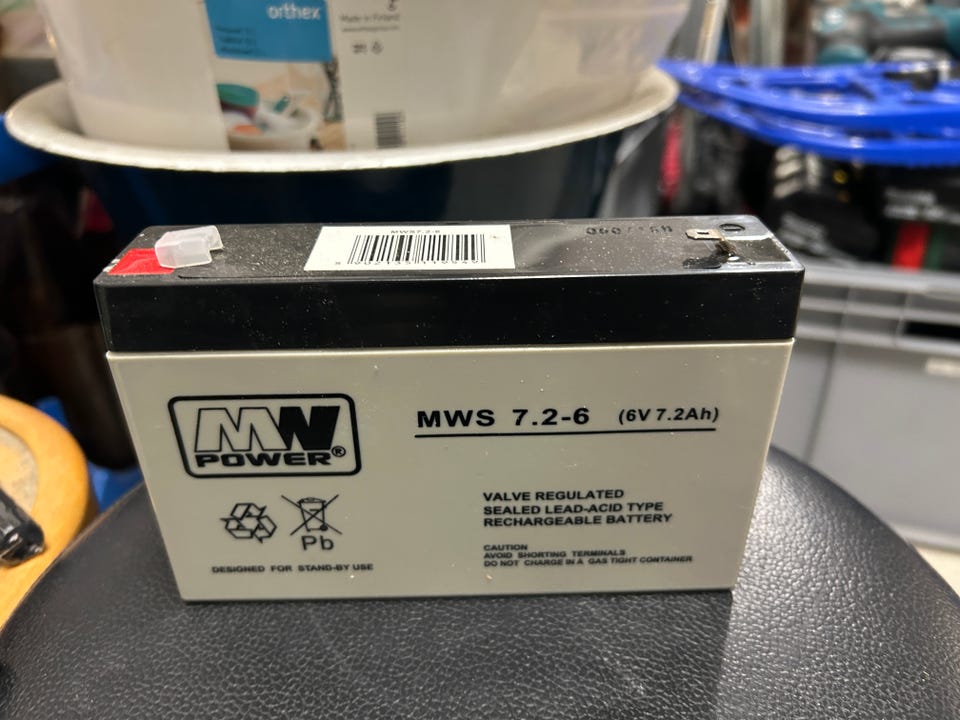 orthex
Made in Finland
MWS7.2-6
MW
POWER®
MWS 7.2-6 (6V 7.2Ah)
VALVE REGULATED
SEALED LEAD-ACID TYPE
RECHARGEABLE BATTERY
Pb
CAUTION
AVOID SHORTING TERMINALS
DO NOT CHARGE IN A GAS TIGHT CONTAINER
DESIGNED FOR STAND-BY USE